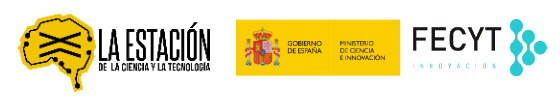 LA ESTACIÓN
DE LA CIENCIA Y LA TECNOLOGÍA
GOBIERNO
DE ESPAÑA
MINISTERIO
DE CIENCIA
E INNOVACIÓN
FECYT
INNOVACIÓN